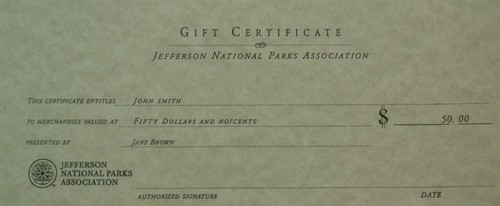 GIFT CERTIFICATE
JEFFERSON NATIONAL PARKS ASSOCIATION
THIS CERTIFICATE ENTITLES JOHN SMITH
TO MERCHANDISE VALUED AT FIFTY DOLLARS AND NO/CENTS $ 50.00
PRESENTED BY JANE BROWN
JEFFERSON
NATIONAL PARKS
ASSOCIATION
AUTHORIZED SIGNATURE DATE